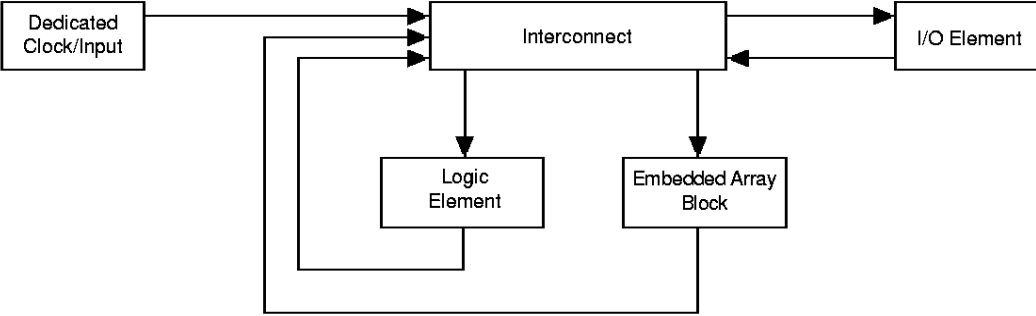 Dedicated
Clock/Input
Interconnect
I/O Element
Logic
Element
Embedded Array
Block